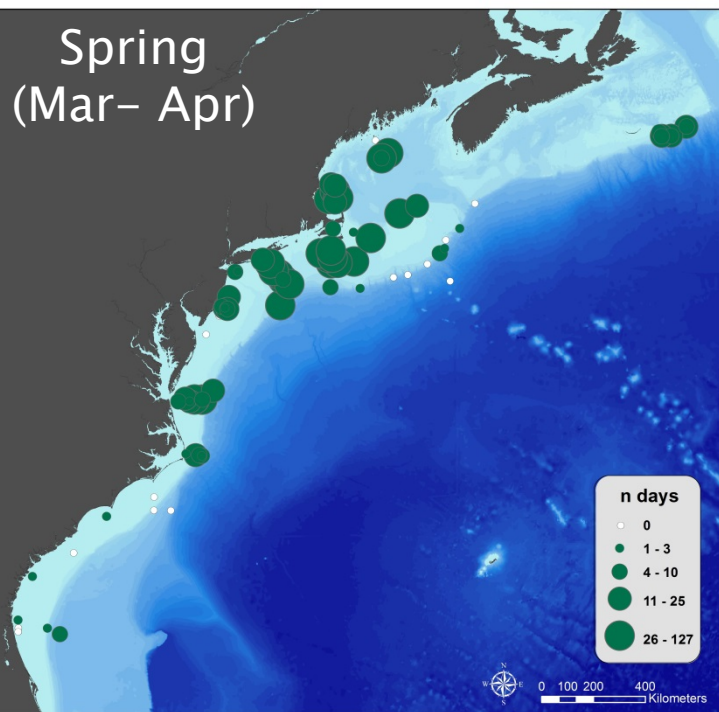 Spring
(Mar– Apr)
n days
0
1 - 3
4 - 10
11 - 25
26 - 127
N
W E
S
0 100 200 400
Kilometers